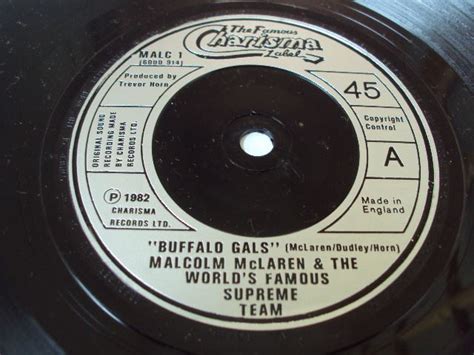 The Famous
Charisma
Label
MALC 1
(6000 914)
Produced by
Trevor Horn
45
Copyright
Control
ORIGINAL SOUND
RECORDING MADE
BY CHARISMA
RECORDS LTD.
A
℗ 1982
CHARISMA
RECORDS LTD.
Made in
England
"BUFFALO GALS" (McLaren/Dudley/Horn)
MALCOLM McLAREN & THE
WORLD'S FAMOUS
SUPREME
TEAM